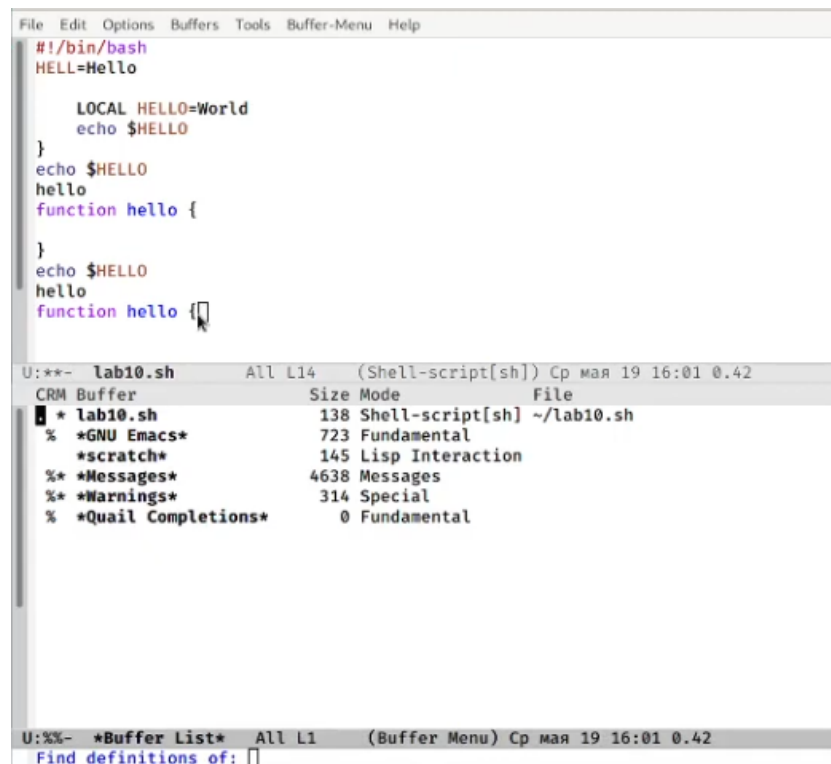 File Edit Options Buffers Tools Buffer-Menu Help
#!/bin/bash
HELL=Hello
LOCAL HELLO=World
echo $HELLO
}
echo $HELLO
hello
function hello {
}
echo $HELLO
hello
function hello {
U:**- lab10.sh All L14 (Shell-script[sh]) Ср мая 19 16:01 0.42
CRM Buffer Size Mode File
. * lab10.sh 138 Shell-script[sh] ~/lab10.sh
% *GNU Emacs* 723 Fundamental
*scratch* 145 Lisp Interaction
%* *Messages* 4638 Messages
%* *Warnings* 314 Special
% *Quail Completions* 0 Fundamental
U:%%- *Buffer List* All L1 (Buffer Menu) Ср мая 19 16:01 0.42
Find definitions of: